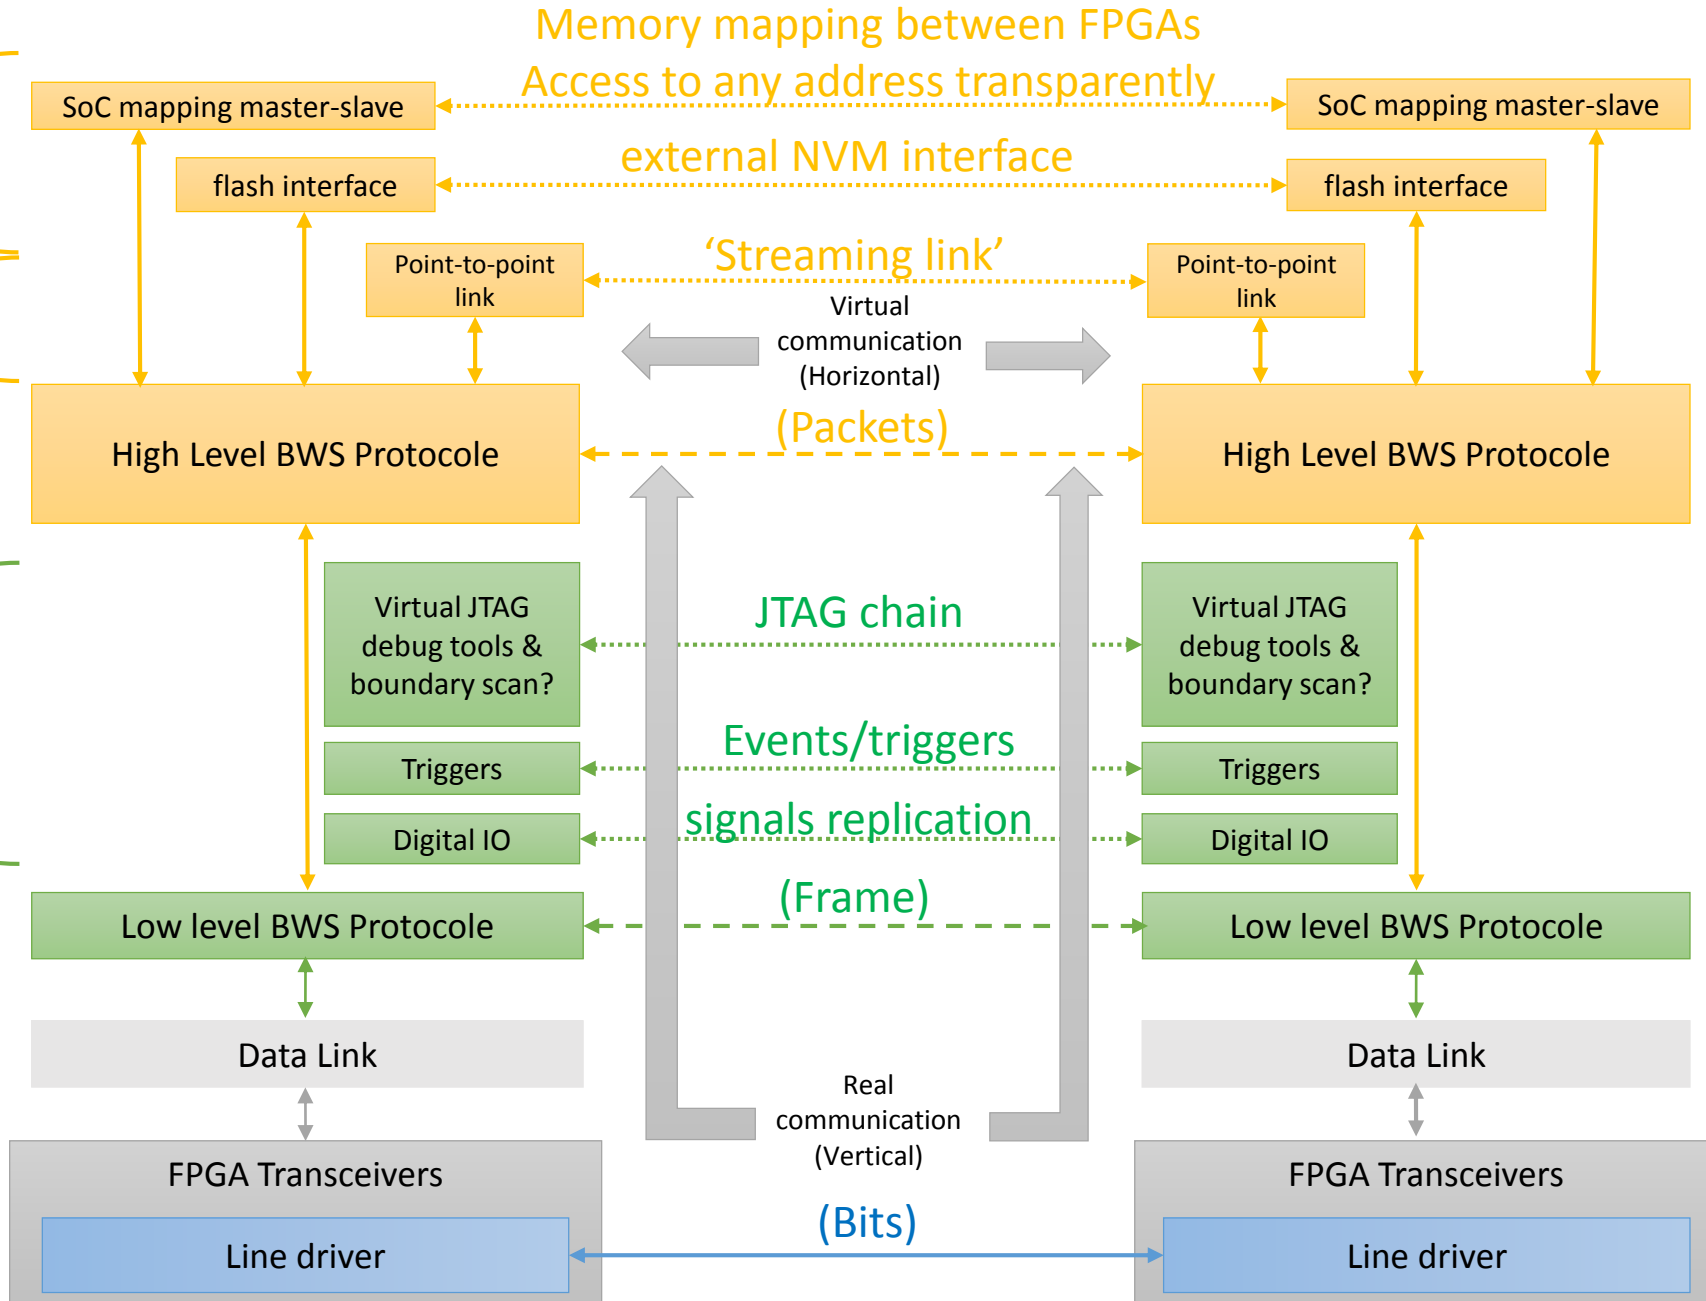 Memory mapping between FPGAs
Access to any address transparently
SoC mapping master-slave
SoC mapping master-slave
external NVM interface
flash interface
flash interface
‘Streaming link’
Point-to-point
link
Point-to-point
link
Virtual
communication
(Horizontal)
(Packets)
High Level BWS Protocole
High Level BWS Protocole
Virtual JTAG
debug tools &
boundary scan?
JTAG chain
Virtual JTAG
debug tools &
boundary scan?
Events/triggers
Triggers
Triggers
signals replication
Digital IO
Digital IO
(Frame)
Low level BWS Protocole
Low level BWS Protocole
Data Link
Data Link
Real
communication
(Vertical)
FPGA Transceivers
FPGA Transceivers
(Bits)
Line driver
Line driver